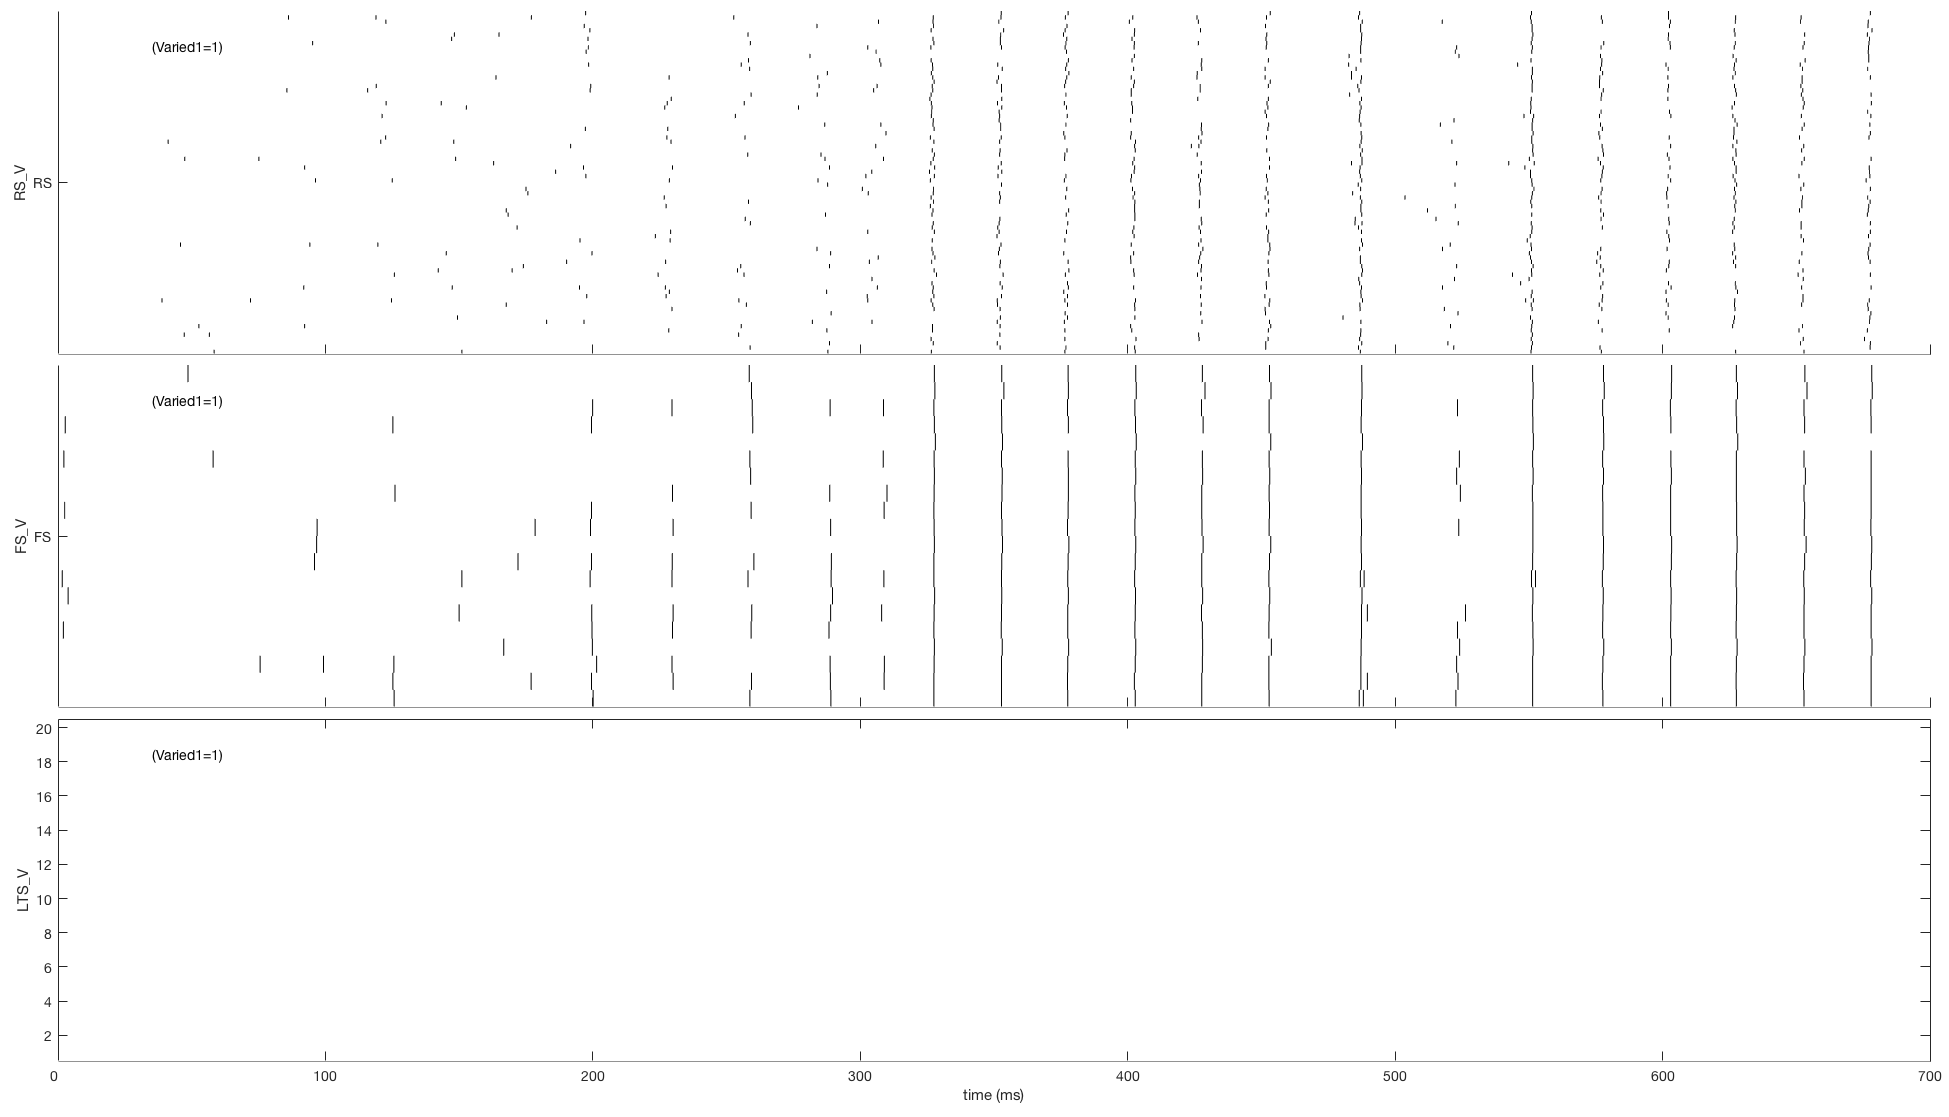 (Varied1=1)
RS_V
RS
(Varied1=1)
FS_V
FS
(Varied1=1)
LTS_V
20
18
16
14
12
10
8
6
4
2
0 100 200 300 400 500 600 700
time (ms)